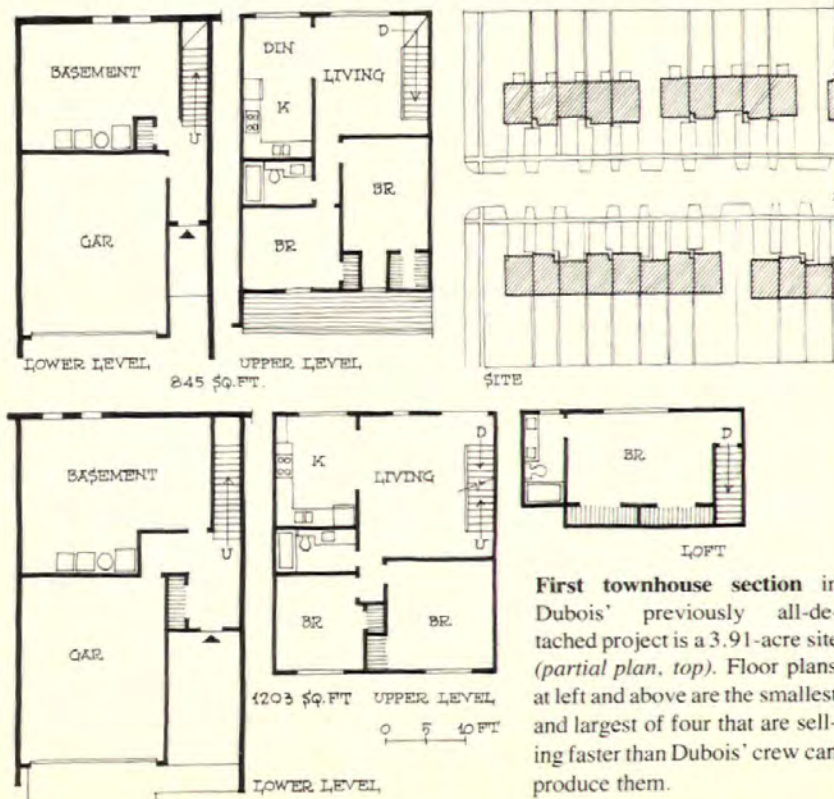 BASEMENT
GAR
U
LOWER LEVEL
DIN
K
LIVING
D
BR
BR
UPPER LEVEL
845 SQ.FT.
SITE
BASEMENT
GAR
U
LOWER LEVEL
K
LIVING
D
U
BR
BR
1203 SQ.FT UPPER LEVEL
0 5 10 FT
BR
D
LOFT
First townhouse section in
Dubois' previously all-de-
tached project is a 3.91-acre site
(partial plan, top). Floor plans
at left and above are the smallest
and largest of four that are sell-
ing faster than Dubois' crew can
produce them.